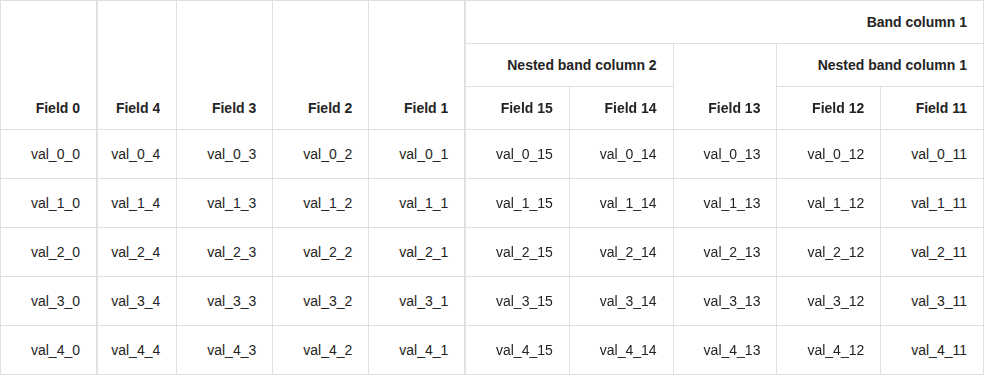 Band column 1
Nested band column 2 Nested band column 1
Field 0 Field 4 Field 3 Field 2 Field 1 Field 15 Field 14 Field 13 Field 12 Field 11
val_0_0 val_0_4 val_0_3 val_0_2 val_0_1 val_0_15 val_0_14 val_0_13 val_0_12 val_0_11
val_1_0 val_1_4 val_1_3 val_1_2 val_1_1 val_1_15 val_1_14 val_1_13 val_1_12 val_1_11
val_2_0 val_2_4 val_2_3 val_2_2 val_2_1 val_2_15 val_2_14 val_2_13 val_2_12 val_2_11
val_3_0 val_3_4 val_3_3 val_3_2 val_3_1 val_3_15 val_3_14 val_3_13 val_3_12 val_3_11
val_4_0 val_4_4 val_4_3 val_4_2 val_4_1 val_4_15 val_4_14 val_4_13 val_4_12 val_4_11